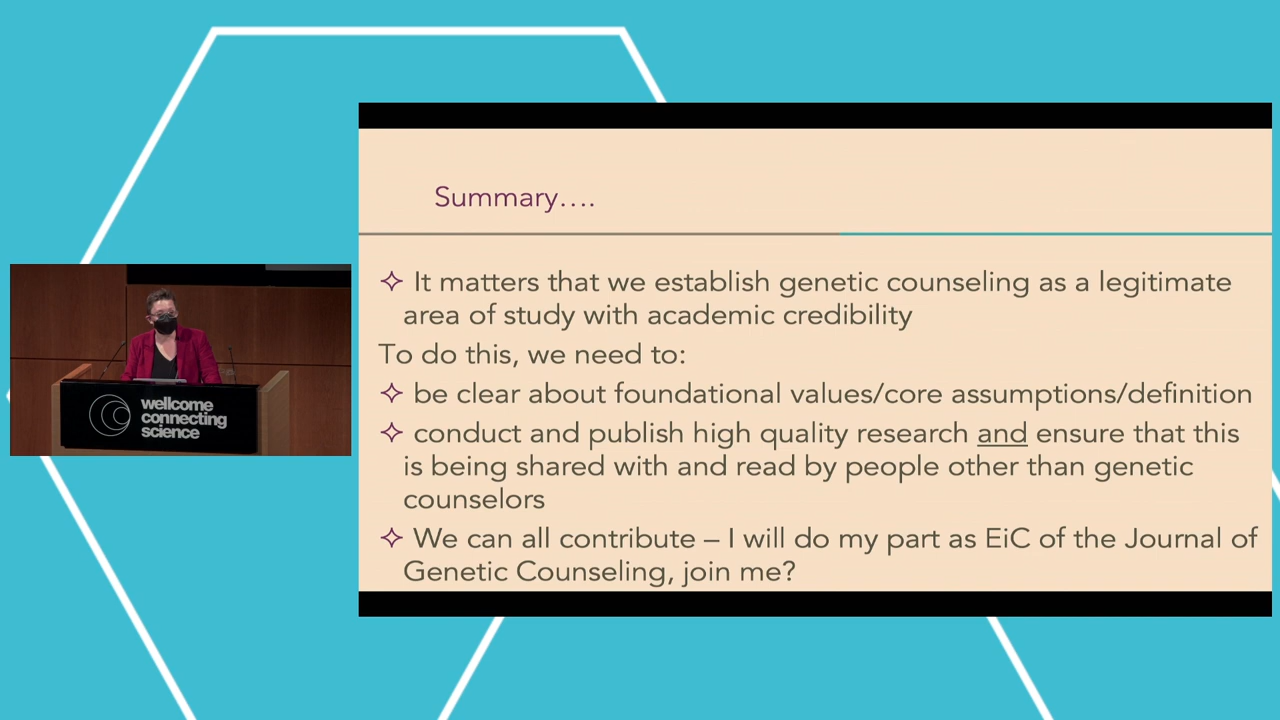 Summary....
✧ It matters that we establish genetic counseling as a legitimate
area of study with academic credibility
To do this, we need to:
✧ be clear about foundational values/core assumptions/definition
✧ conduct and publish high quality research and ensure that this
is being shared with and read by people other than genetic
counselors
✧ We can all contribute – I will do my part as EiC of the Journal of
Genetic Counseling, join me?
wellcome
connecting
science